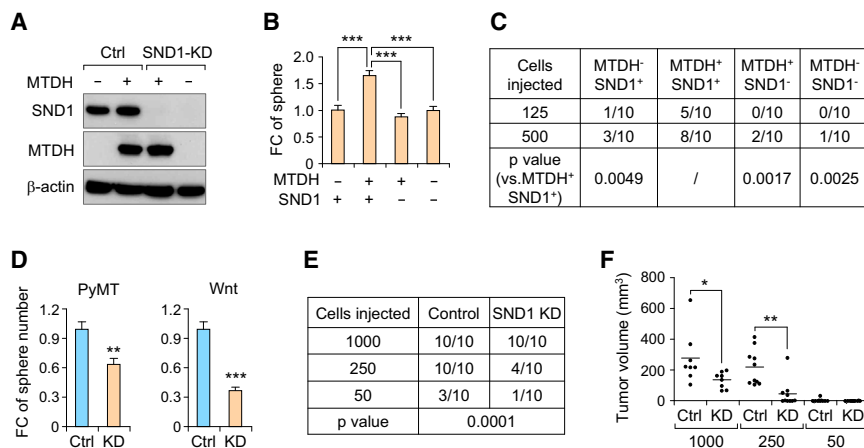 A
Ctrl SND1-KD
MTDH – + + –
SND1
MTDH
β-actin
B
FC of sphere
2.0
1.5
1.0
0.5
0.0
*** ***
***
MTDH – + + –
SND1 + + – –
C
Cells injected MTDH- SND1+ MTDH+ SND1+ MTDH+ SND1- MTDH- SND1-
125 1/10 5/10 0/10 0/10
500 3/10 8/10 2/10 1/10
p value (vs.MTDH+ SND1+) 0.0049 / 0.0017 0.0025
D
FC of sphere number
PyMT
1.2
0.9
0.6
0.3
0
**
Ctrl KD
Wnt
1.2
0.9
0.6
0.3
0
***
Ctrl KD
E
Cells injected Control SND1 KD
1000 10/10 10/10
250 10/10 4/10
50 3/10 1/10
p value 0.0001
F
Tumor volume (mm3)
800
600
400
200
0
*
**
Ctrl KD Ctrl KD Ctrl KD
1000 250 50